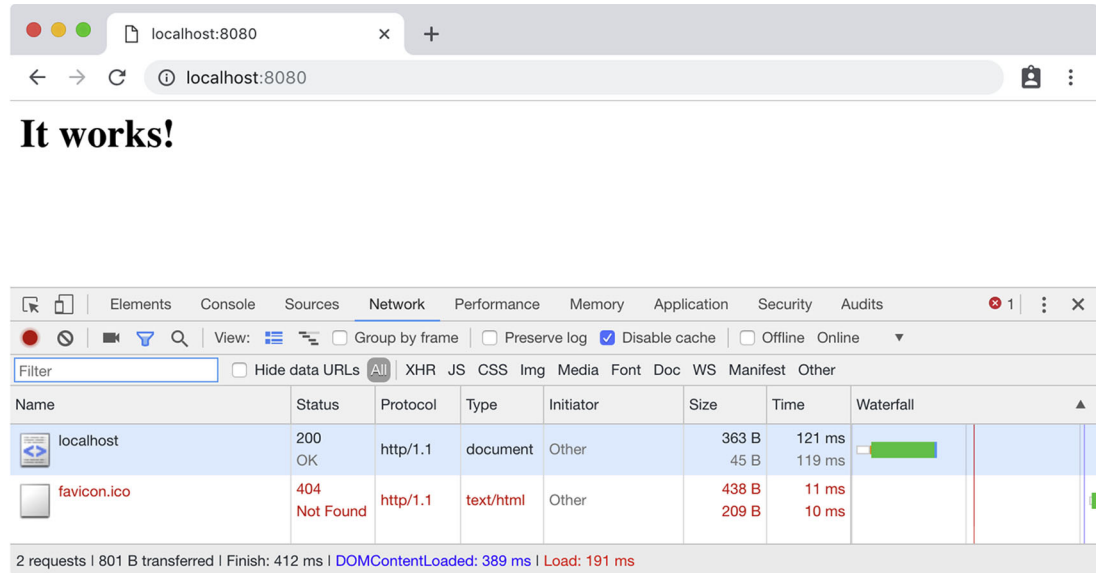 localhost:8080
localhost:8080
It works!
Elements Console Sources Network Performance Memory Application Security Audits 1
View: Group by frame Preserve log Disable cache Offline Online
Filter Hide data URLs All XHR JS CSS Img Media Font Doc WS Manifest Other
Name Status Protocol Type Initiator Size Time Waterfall
localhost 200 http/1.1 document Other 363 B 121 ms
OK 45 B 119 ms
favicon.ico 404 http/1.1 text/html Other 438 B 11 ms
Not Found 209 B 10 ms
2 requests | 801 B transferred | Finish: 412 ms | DOMContentLoaded: 389 ms | Load: 191 ms